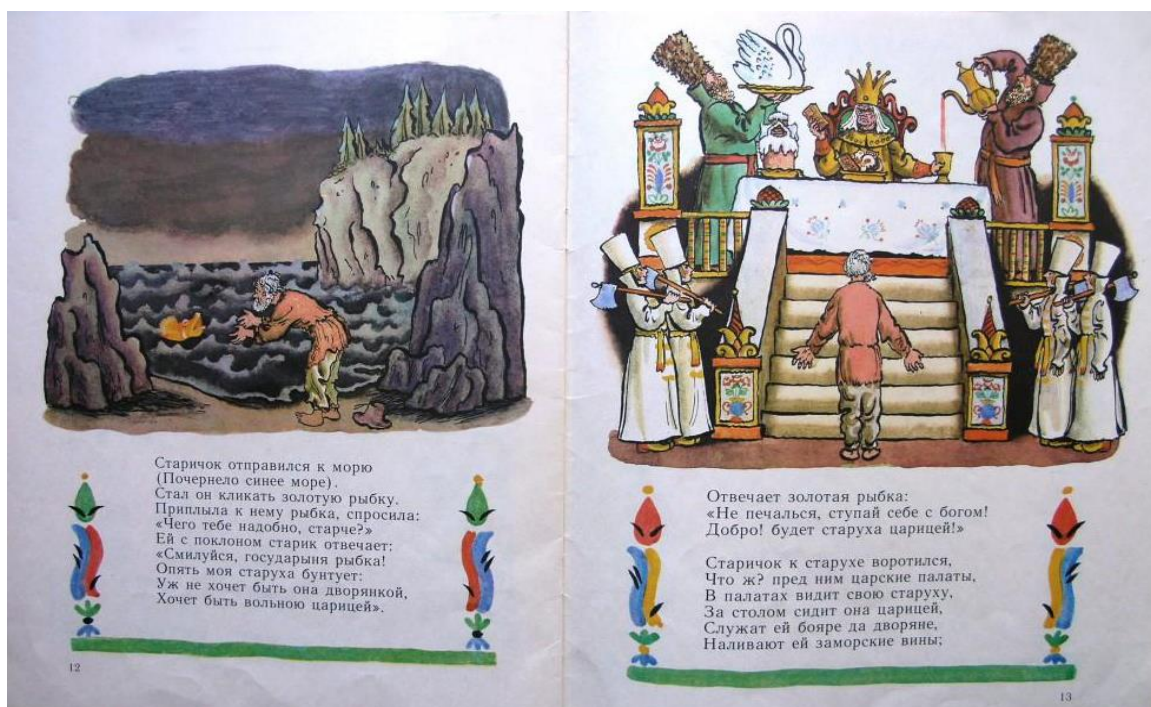 Старичок отправился к морю
(Почернело синее море).
Стал он кликать золотую рыбку.
Приплыла к нему рыбка, спросила:
«Чего тебе надобно, старче?»
Ей с поклоном старик отвечает:
«Смилуйся, государыня рыбка!
Опять моя старуха бунтует:
Уж не хочет быть она дворянкой,
Хочет быть вольною царицей».
12
Отвечает золотая рыбка:
«Не печалься, ступай себе с богом!
Добро! будет старуха царицей!»
Старичок к старухе воротился,
Что ж? пред ним царские палаты,
В палатах видит свою старуху,
За столом сидит она царицей,
Служат ей бояре да дворяне,
Наливают ей заморские вины;
13